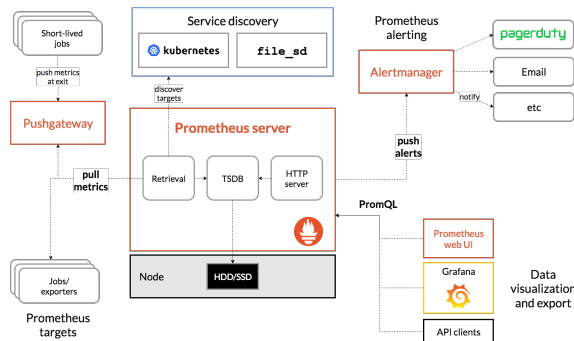 Short-lived
jobs
push metrics
at exit
Pushgateway
pull
metrics
Jobs/
exporters
Prometheus
targets
Service discovery
kubernetes
file_sd
discover
targets
Prometheus server
Retrieval
TSDB
HTTP
server
Node
HDD/SSD
Prometheus
alerting
Alertmanager
pagerduty
Email
etc
notify
push
alerts
PromQL
Prometheus
web UI
Grafana
API clients
Data
visualization
and export